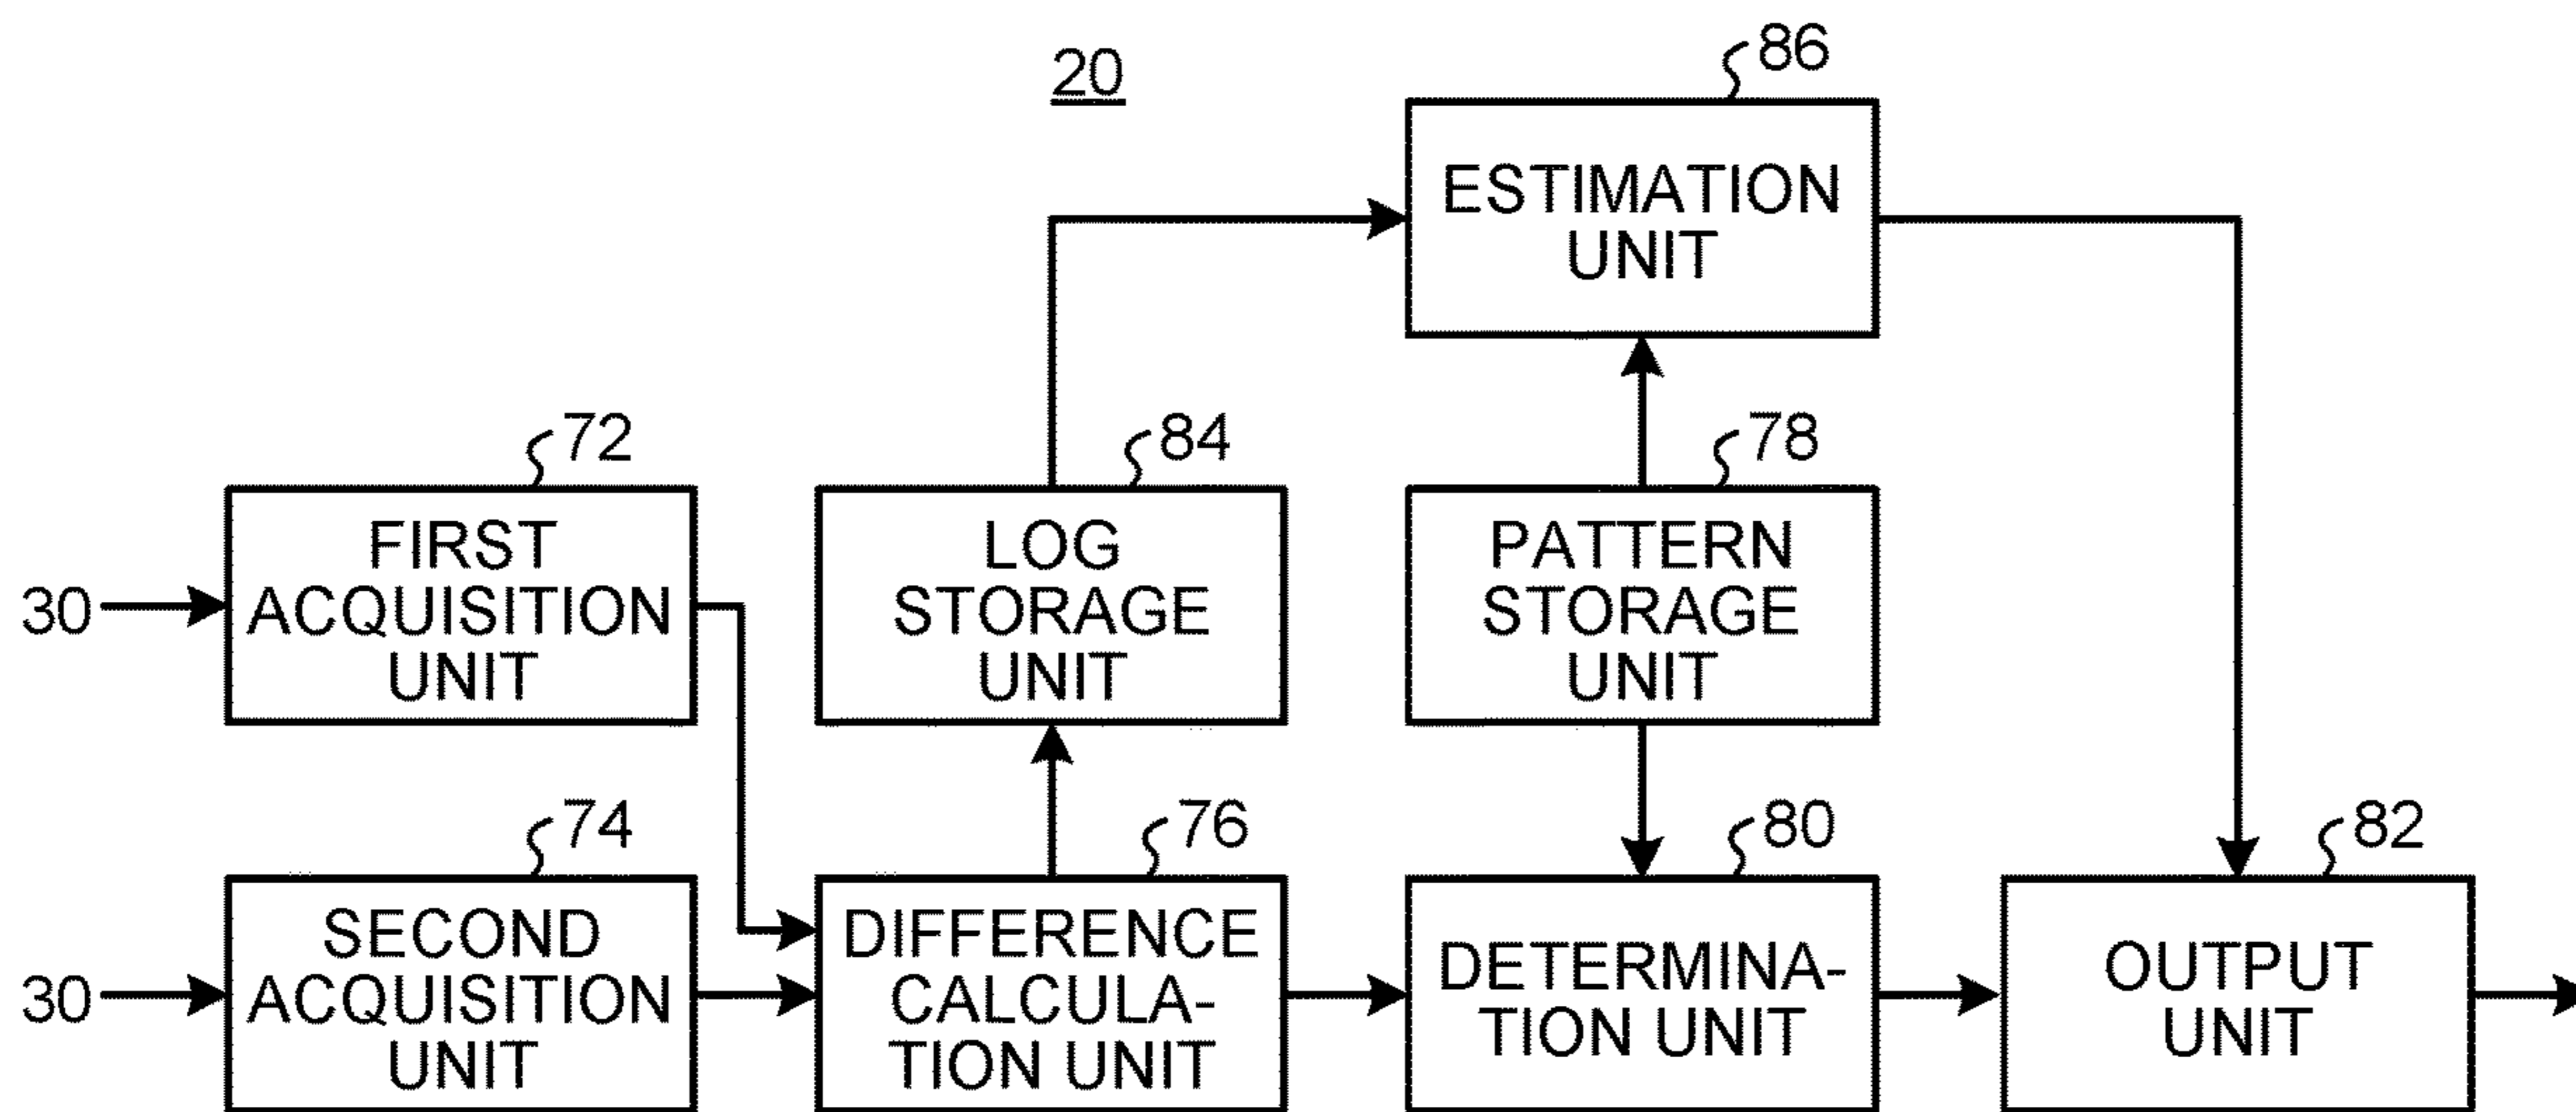 20
86
ESTIMATION
UNIT
72
84
78
30
FIRST
ACQUISITION
UNIT
LOG
STORAGE
UNIT
PATTERN
STORAGE
UNIT
74
76
80
82
30
SECOND
ACQUISITION
UNIT
DIFFERENCE
CALCULA-
TION UNIT
DETERMINA-
TION UNIT
OUTPUT
UNIT